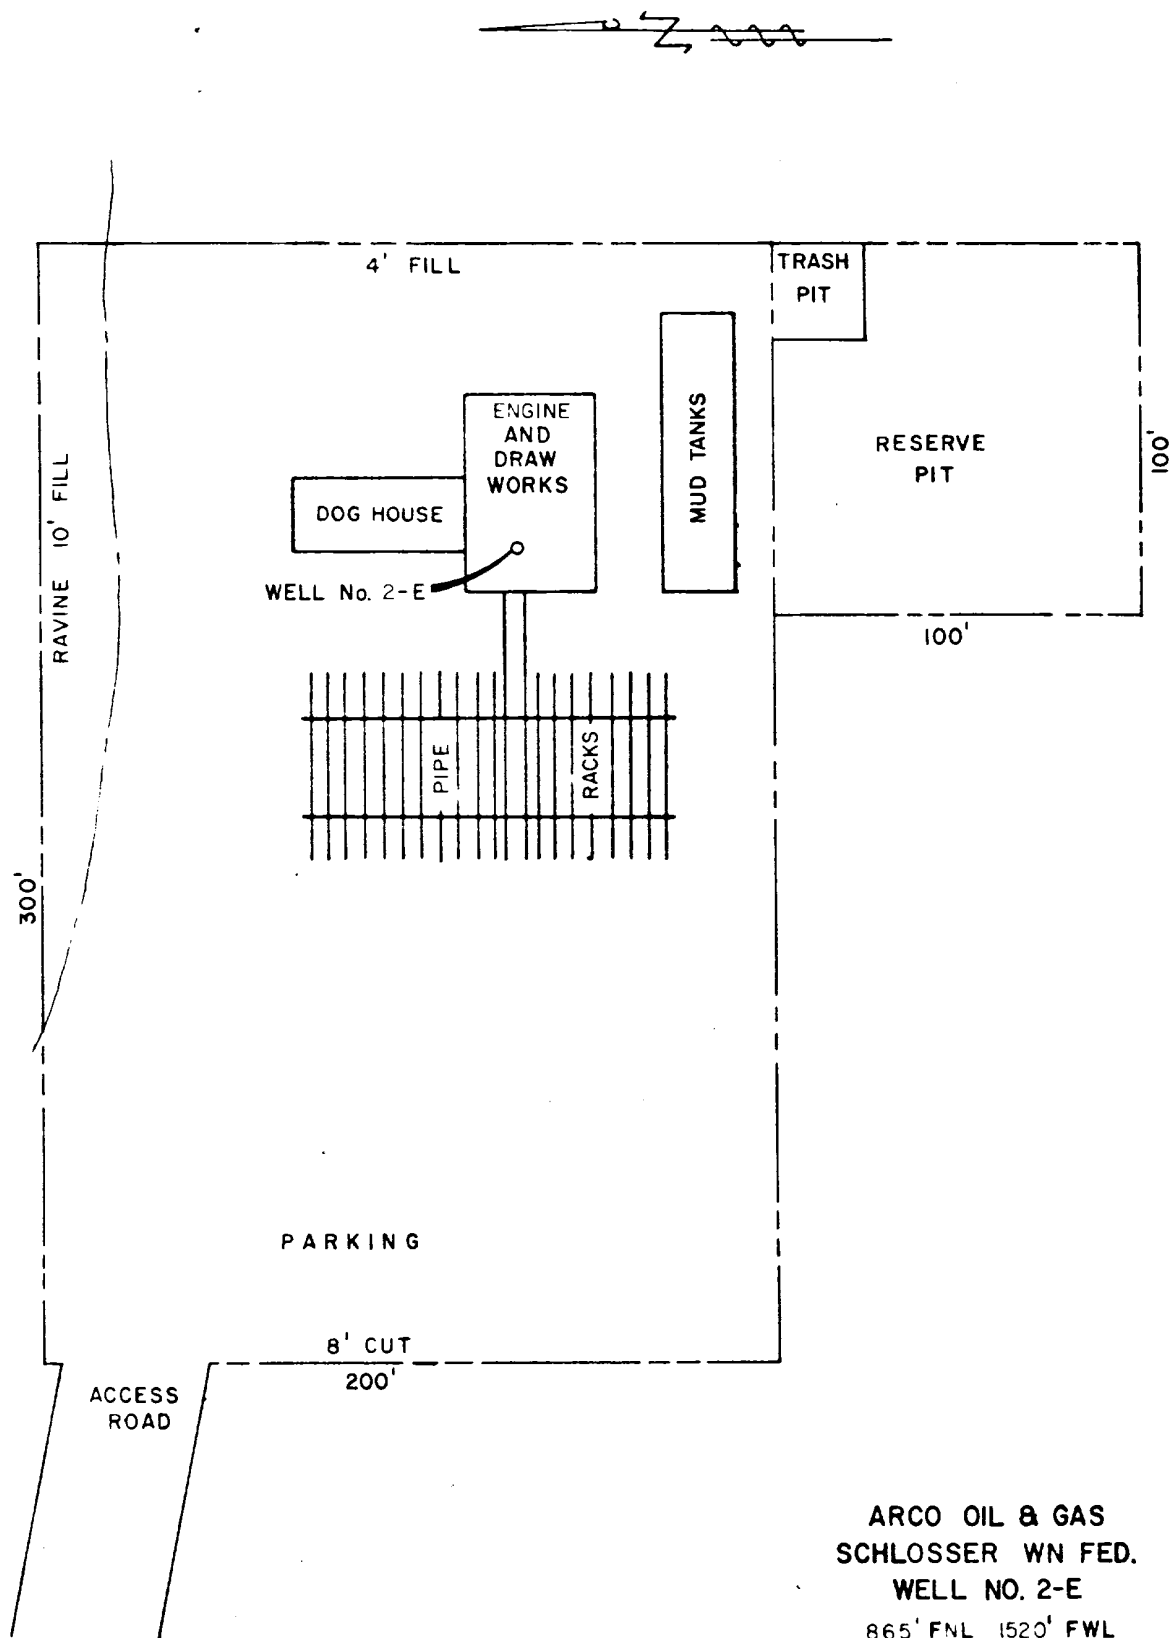 N
4' FILL
TRASH
PIT
ENGINE
AND
DRAW
WORKS
MUD TANKS
RESERVE
PIT
100'
DOG HOUSE
RAVINE 10' FILL
WELL No. 2-E
100'
PIPE
RACKS
300'
PARKING
8' CUT
200'
ACCESS
ROAD
ARCO OIL & GAS
SCHLOSSER WN FED.
WELL NO. 2-E
865' FNL 1520' FWL